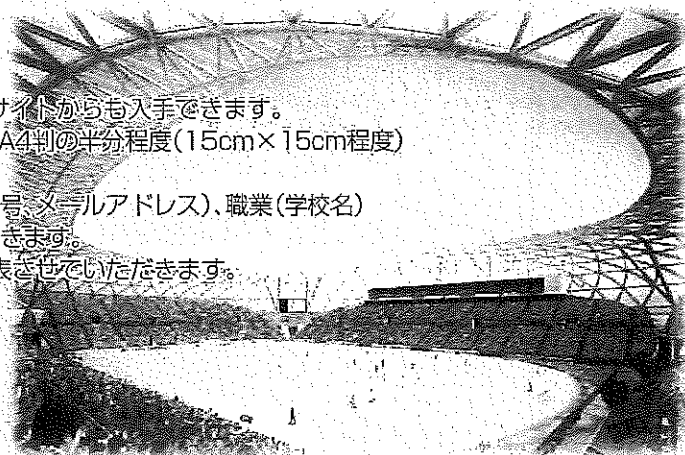 サイトからも入手できます。
A4判の半分程度(15cm×15cm程度)
号、メールアドレス)、職業(学校名)
きます。
表させていただきます。